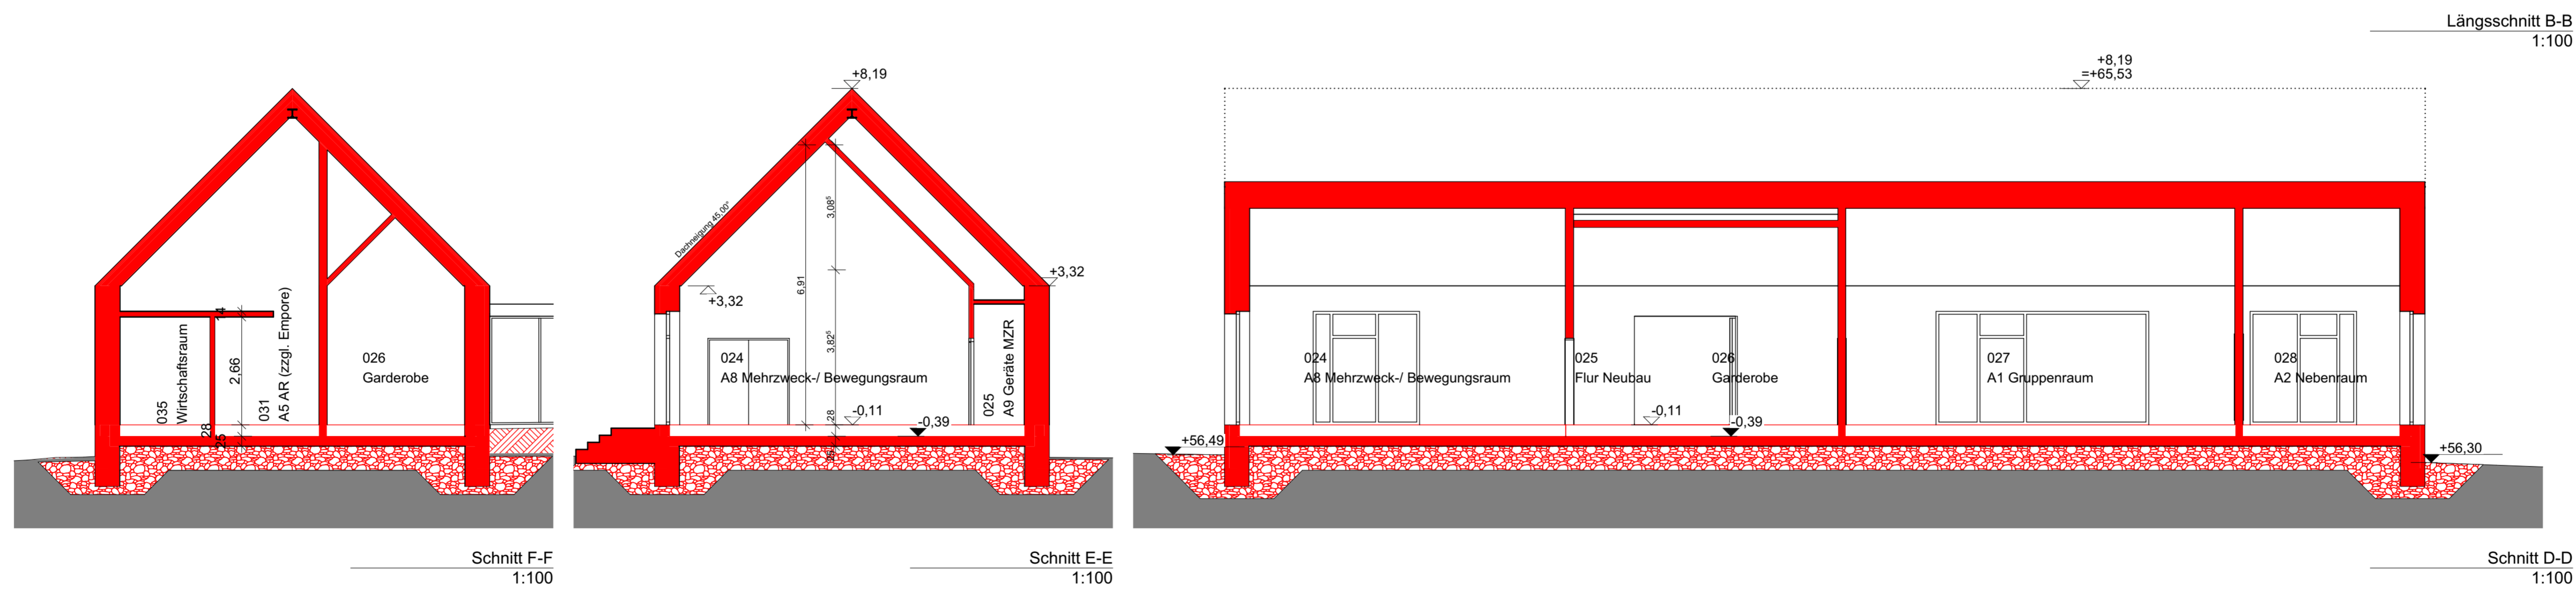 Längsschnitt B-B
1:100
+8,19
+8,19
=+65,53
Dachneigung 45,00°
3,08⁵
6,91
3,82⁵
28
25
+3,32
+3,32
14
2,66
28
25
035
Wirtschaftsraum
031
A5 AR (zzgl. Empore)
026
Garderobe
024
A8 Mehrzweck-/ Bewegungsraum
025
A9 Geräte MZR
-0,11
-0,39
024
A8 Mehrzweck-/ Bewegungsraum
025
Flur Neubau
026
Garderobe
027
A1 Gruppenraum
028
A2 Nebenraum
-0,11
-0,39
+56,49
+56,30
Schnitt F-F
1:100
Schnitt E-E
1:100
Schnitt D-D
1:100